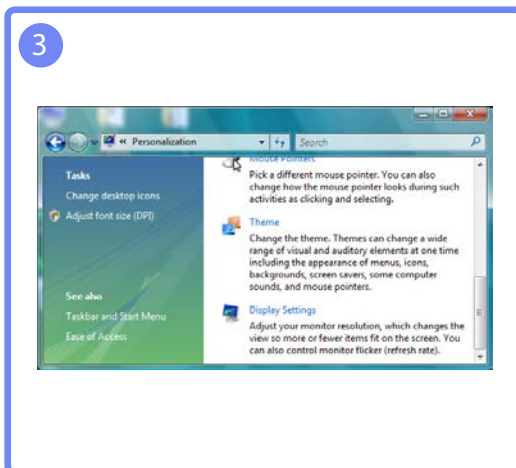 3
« Personalization
Search
Tasks
Change desktop icons
Adjust font size (DPI)
See also
Taskbar and Start Menu
Ease of Access
Mouse Pointers
Pick a different mouse pointer. You can also
change how the mouse pointer looks during such
activities as clicking and selecting.
Theme
Change the theme. Themes can change a wide
range of visual and auditory elements at one time
including the appearance of menus, icons,
backgrounds, screen savers, some computer
sounds, and mouse pointers.
Display Settings
Adjust your monitor resolution, which changes the
view so more or fewer items fit on the screen. You
can also control monitor flicker (refresh rate).